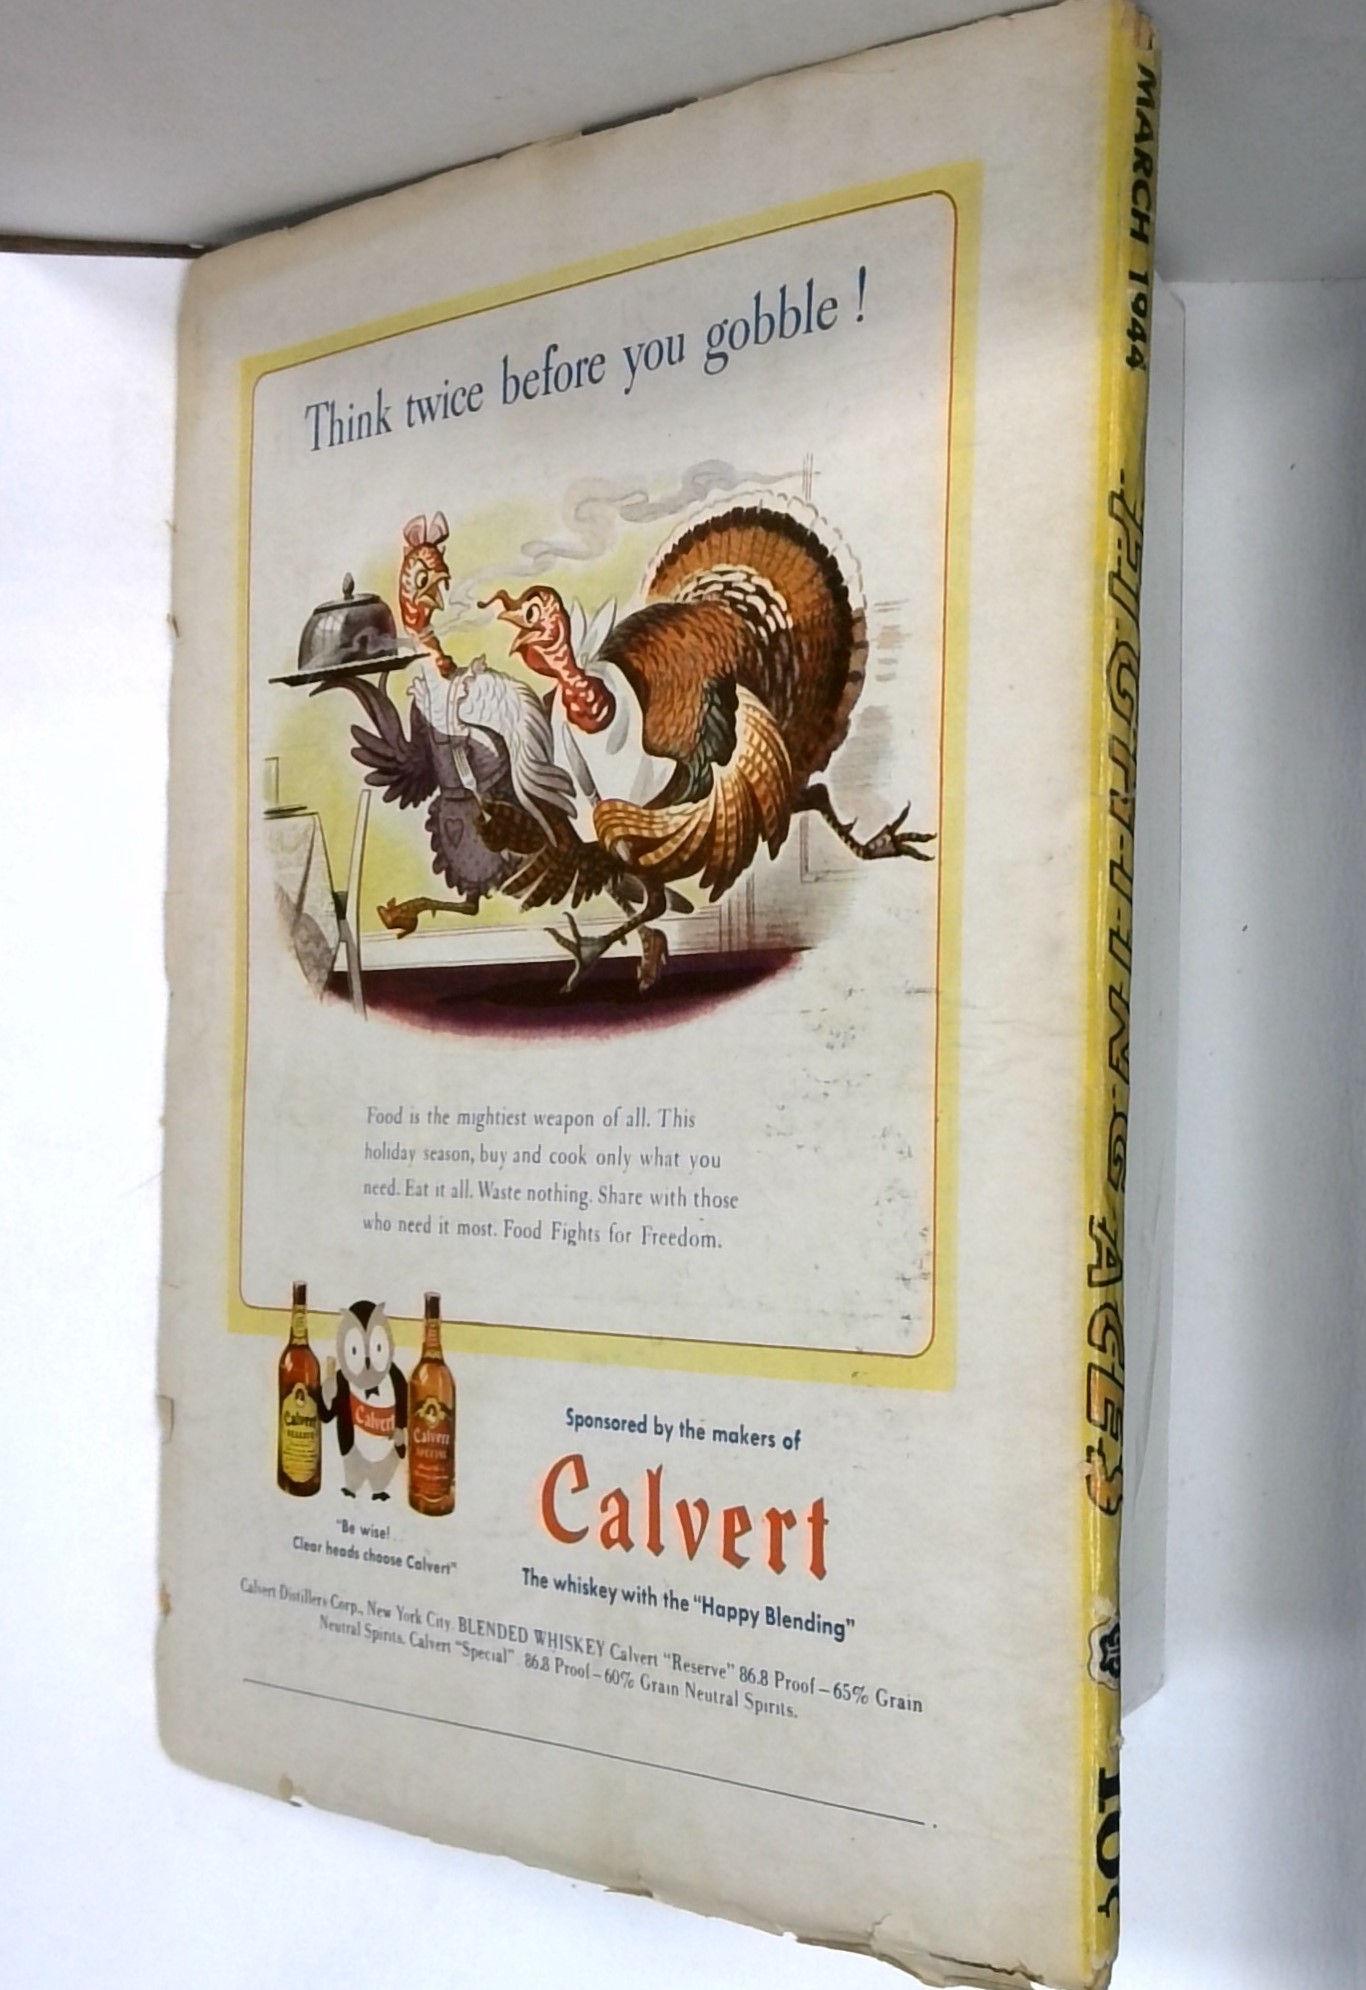 Think twice before you gobble!
Food is the mightiest weapon of all. This
holiday season, buy and cook only what you
need. Eat it all. Waste nothing. Share with those
who need it most. Food Fights for Freedom.
Calvert
RESERVE
Calvert
Calvert
SPECIAL
"Be wise!...
Clear heads choose Calvert"
Sponsored by the makers of
Calvert
The whiskey with the "Happy Blending"
Calvert Distillers Corp., New York City. BLENDED WHISKEY Calvert "Reserve" 86.8 Proof—65% Grain
Neutral Spirits. Calvert "Special" 86.8 Proof—60% Grain Neutral Spirits.
MARCH 1944
FIGHTING ACES
10¢